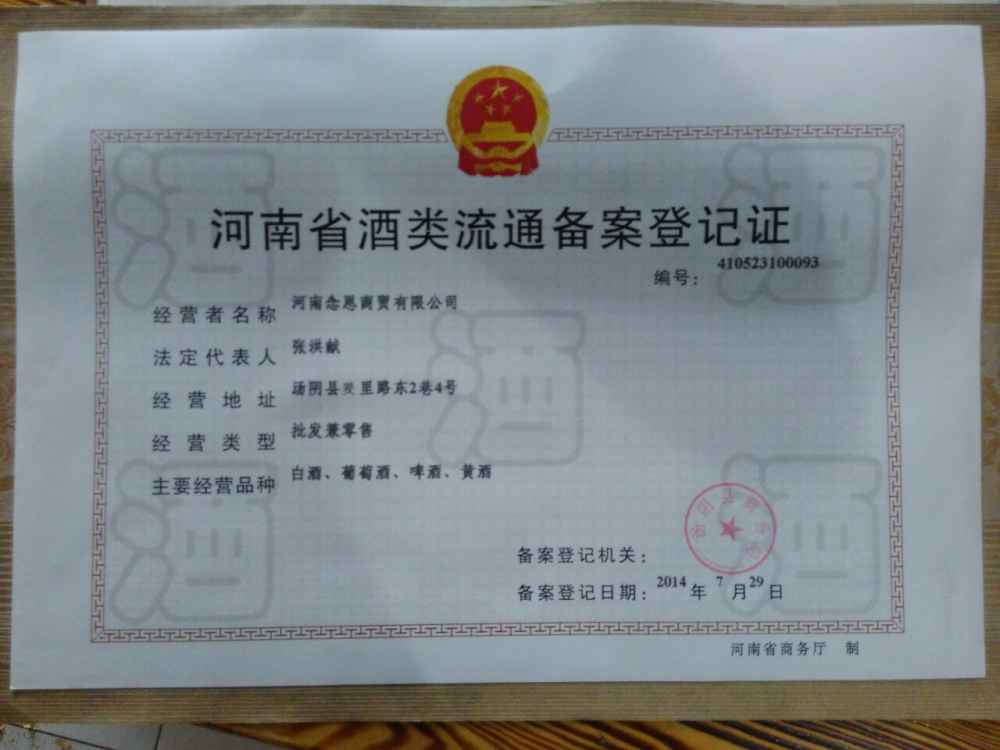 河南省酒类流通备案登记证
编号：410523100093
经营者名称 河南念恩商贸有限公司
法定代表人 张洪献
经营地址 汤阴县羑里路东2巷4号
经营类型 批发兼零售
主要经营品种 白酒、葡萄酒、啤酒、黄酒
备案登记机关：
备案登记日期：2014年7月29日
河南省商务厅 制
酒
酒
酒
酒
酒